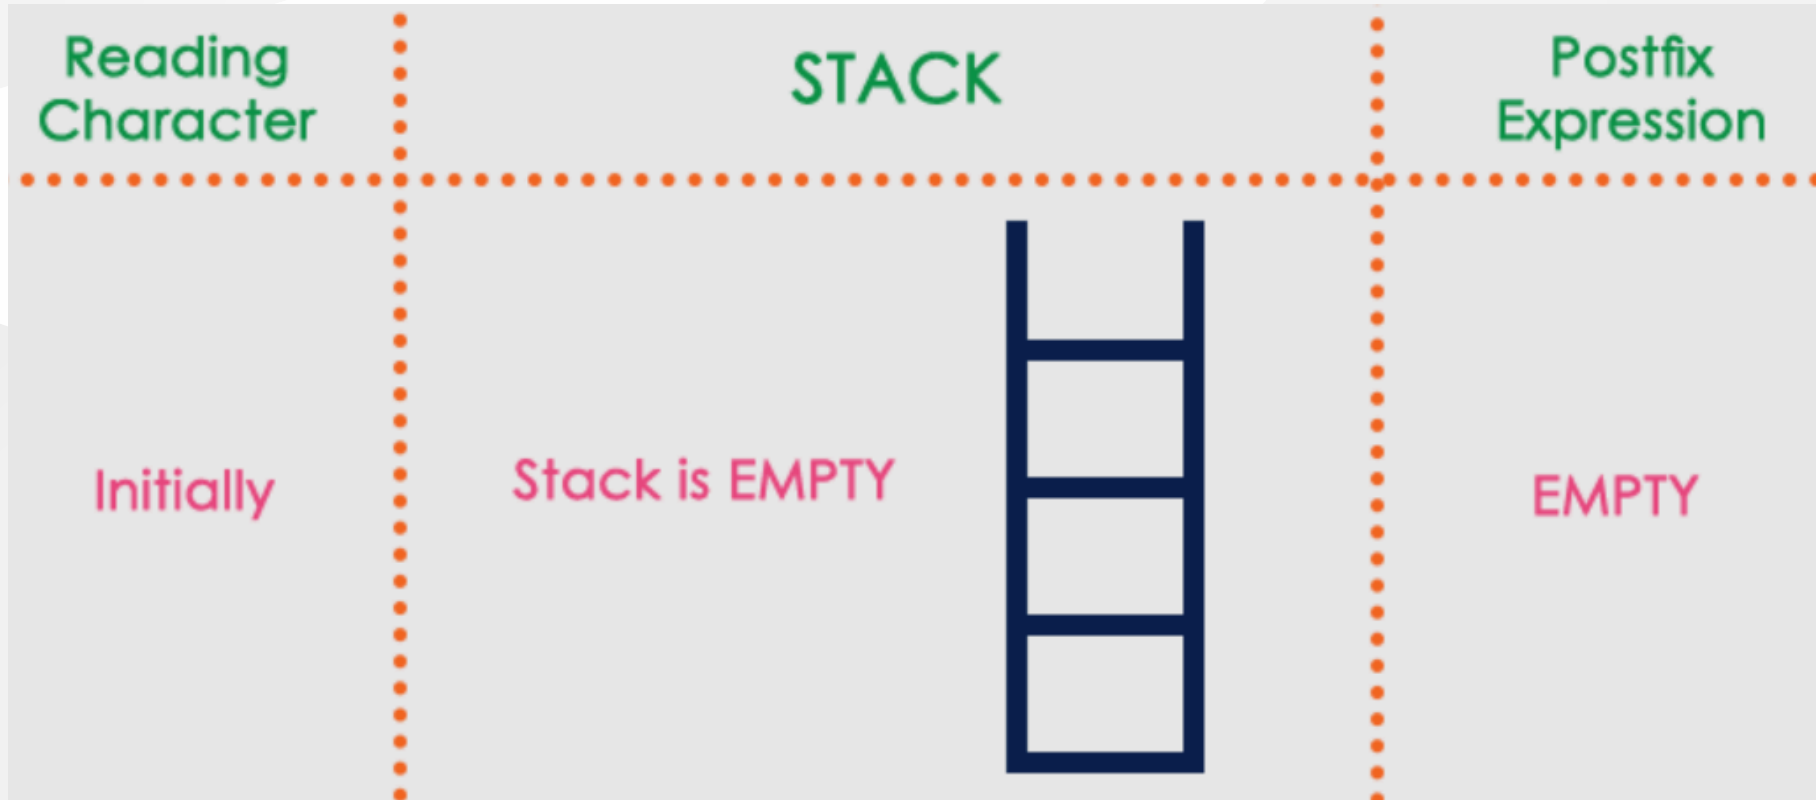 Reading
Character
STACK
Postfix
Expression
Initially
Stack is EMPTY
EMPTY